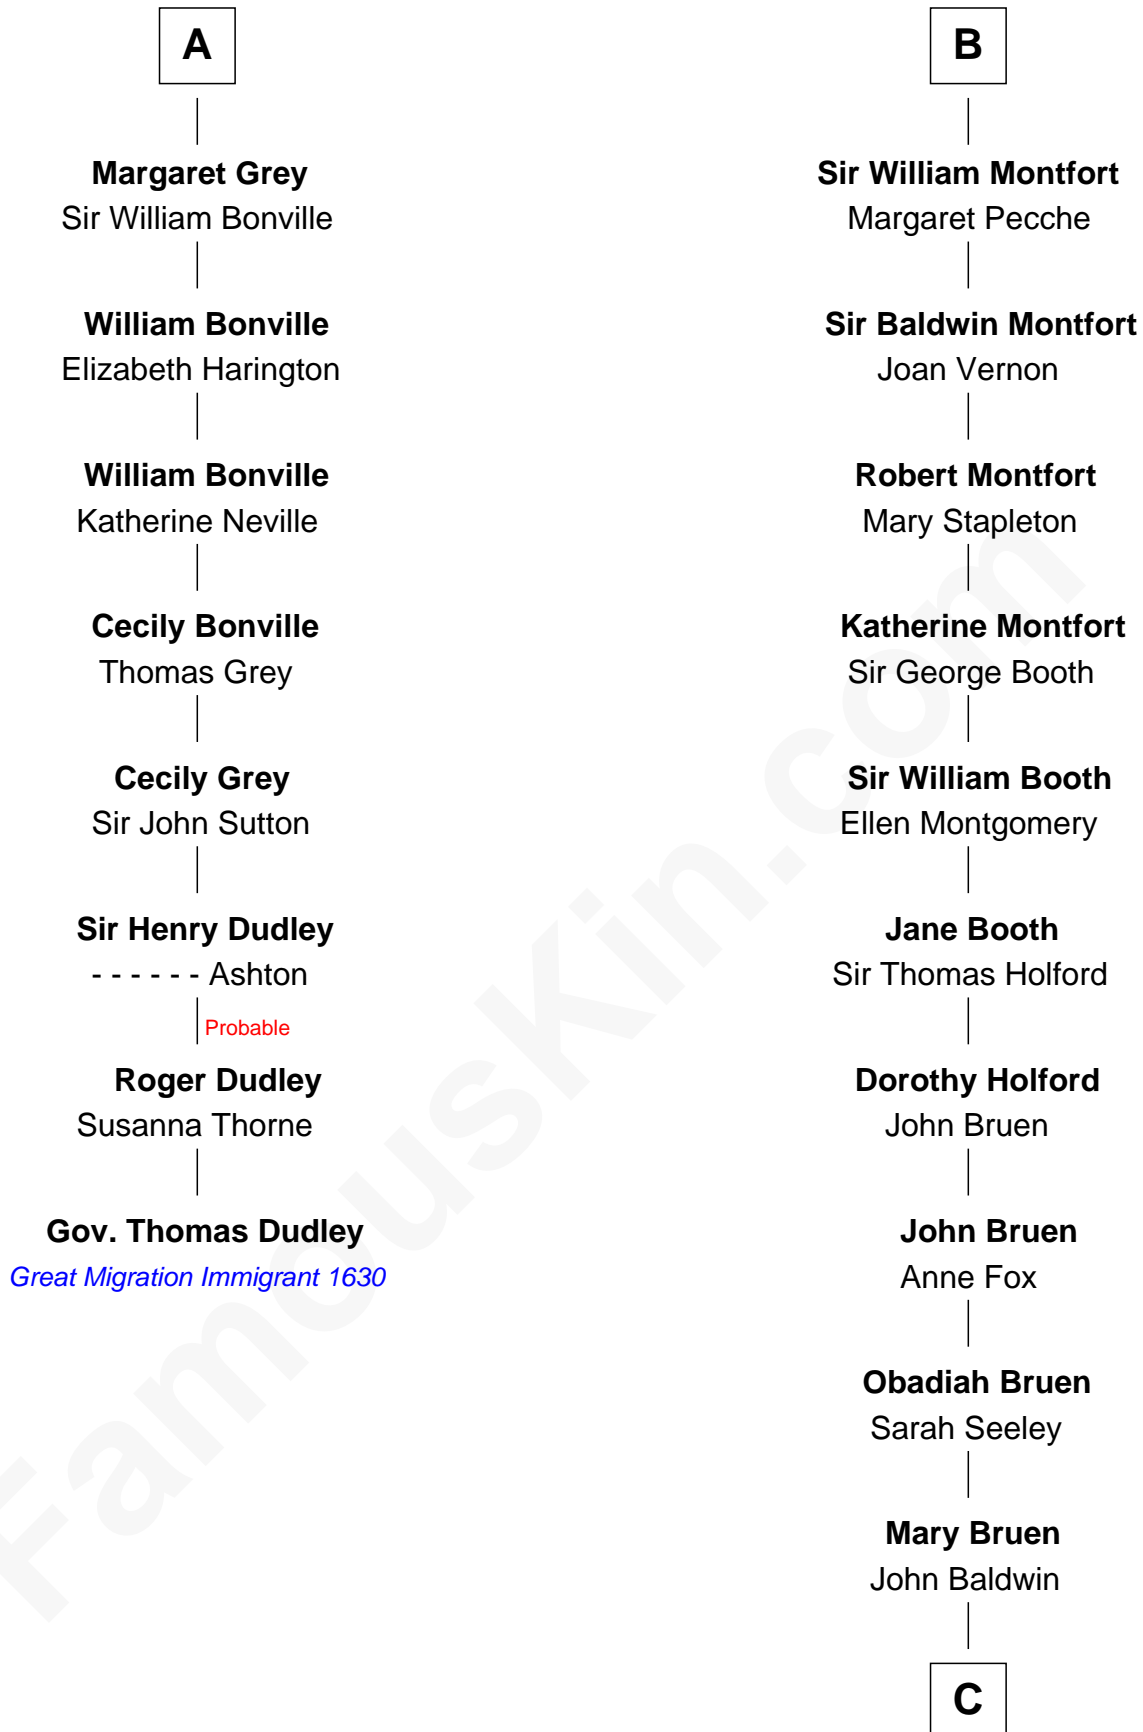 A
Margaret Grey
Sir William Bonville
William Bonville
Elizabeth Harington
William Bonville
Katherine Neville
Cecily Bonville
Thomas Grey
Cecily Grey
Sir John Sutton
Sir Henry Dudley
- - - - - - Ashton
Probable
Roger Dudley
Susanna Thorne
Gov. Thomas Dudley
Great Migration Immigrant 1630
B
Sir William Montfort
Margaret Pecche
Sir Baldwin Montfort
Joan Vernon
Robert Montfort
Mary Stapleton
Katherine Montfort
Sir George Booth
Sir William Booth
Ellen Montgomery
Jane Booth
Sir Thomas Holford
Dorothy Holford
John Bruen
John Bruen
Anne Fox
Obadiah Bruen
Sarah Seeley
Mary Bruen
John Baldwin
C
FamousKin.com